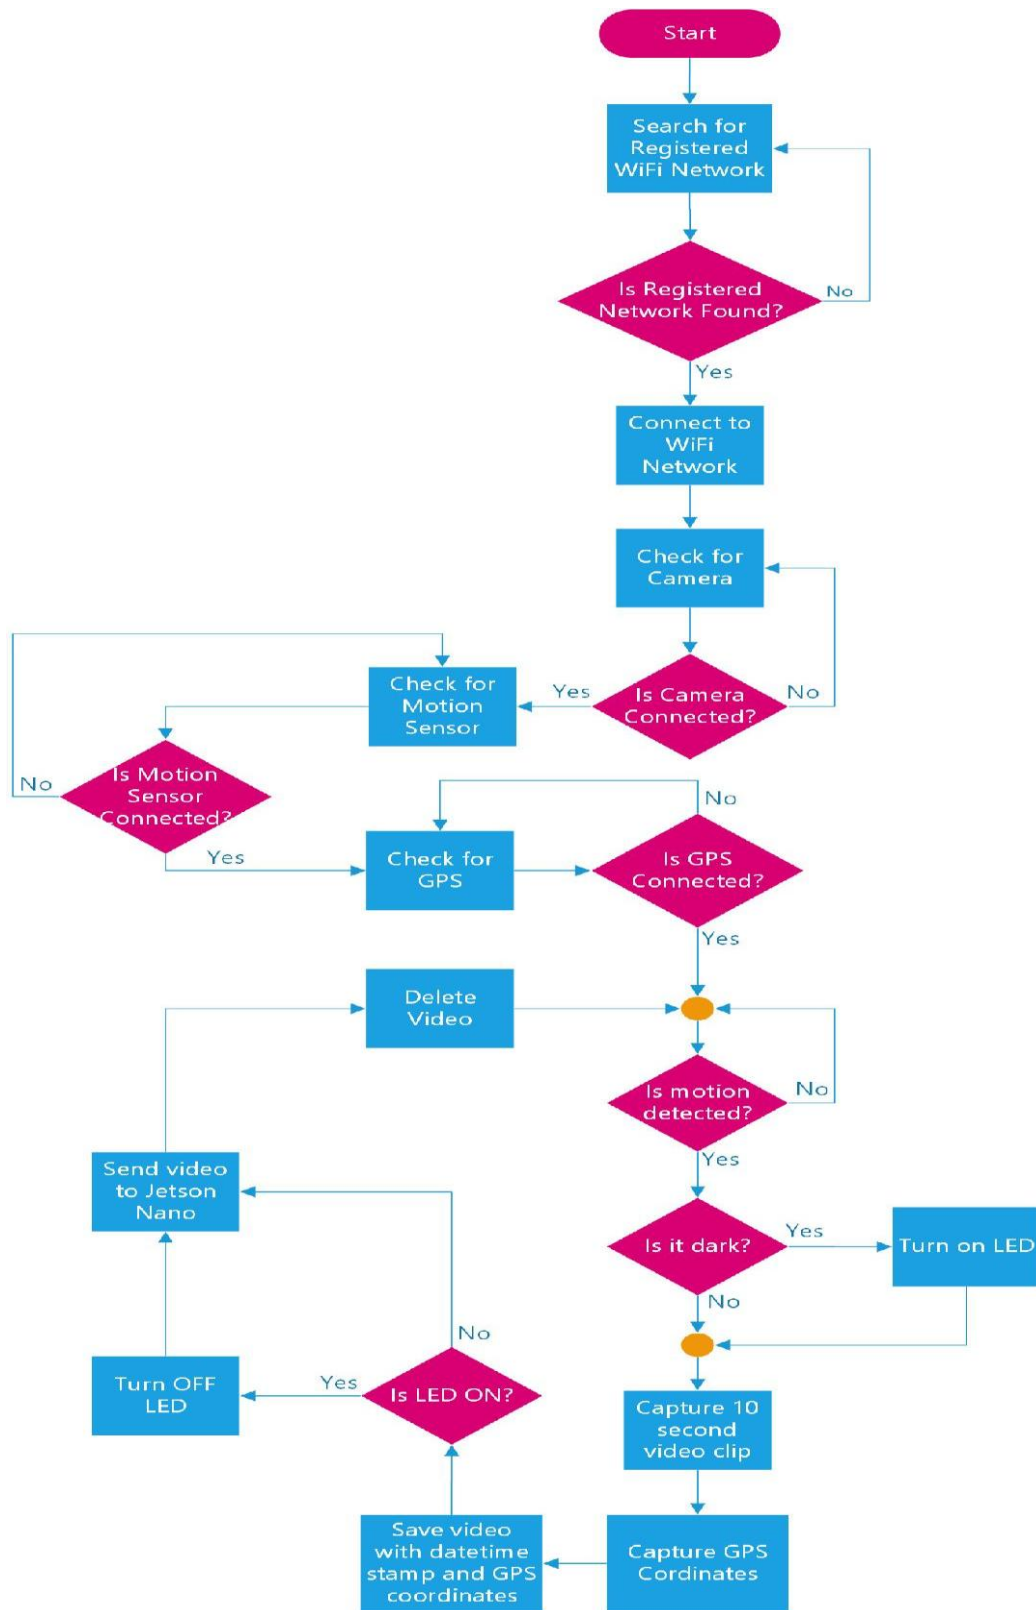 Start
Search for
Registered
WiFi Network
Is Registered
Network Found?
No
Yes
Connect to
WiFi
Network
Check for
Camera
Is Camera
Connected?
No
Yes
Check for
Motion
Sensor
Is Motion
Sensor
Connected?
No
Yes
Check for
GPS
Is GPS
Connected?
No
Yes
Delete
Video
Is motion
detected?
No
Yes
Send video
to Jetson
Nano
Is it dark?
Yes
Turn on LED
No
No
Turn OFF
LED
Yes
Is LED ON?
Capture 10
second
video clip
Save video
with datetime
stamp and GPS
coordinates
Capture GPS
Cordinates